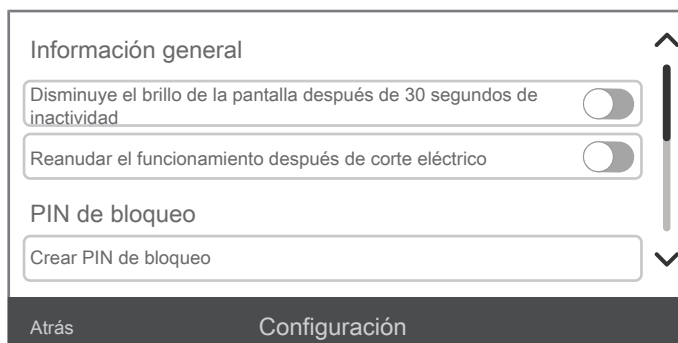 Información general
Disminuye el brillo de la pantalla después de 30 segundos de
inactividad
Reanudar el funcionamiento después de corte eléctrico
PIN de bloqueo
Crear PIN de bloqueo
Atrás
Configuración